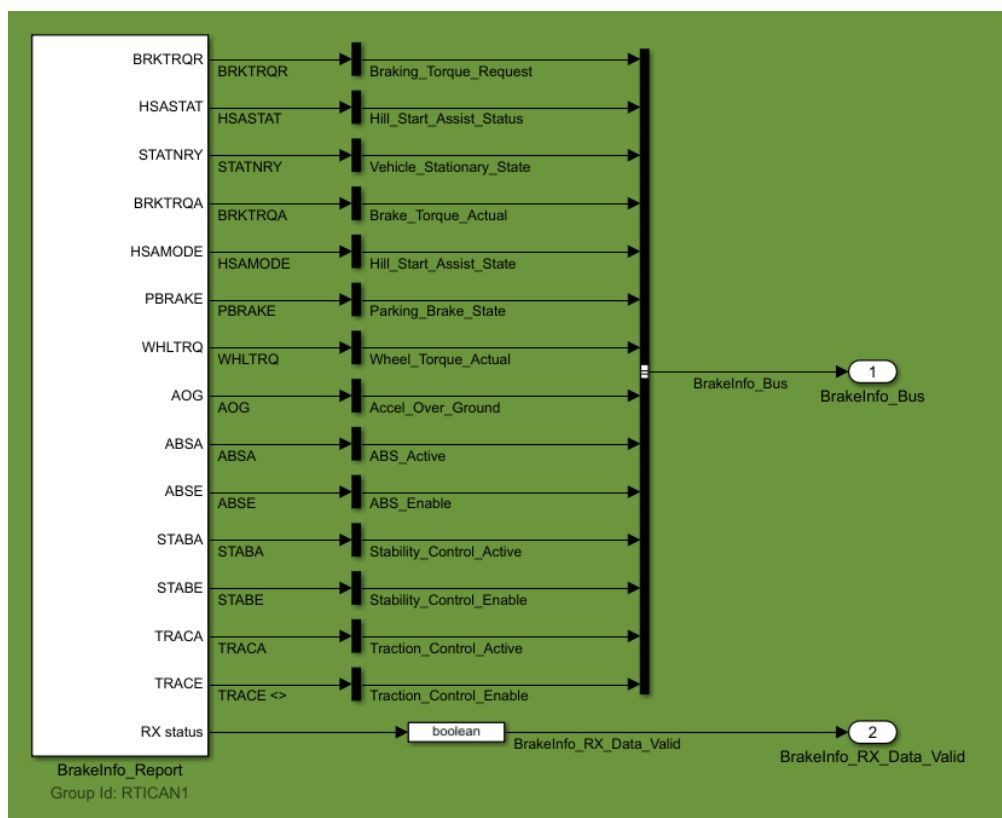 BRKTRQR
BRKTRQR
Braking_Torque_Request
HSASTAT
HSASTAT
Hill_Start_Assist_Status
STATNRY
STATNRY
Vehicle_Stationary_State
BRKTRQA
BRKTRQA
Brake_Torque_Actual
HSAMODE
HSAMODE
Hill_Start_Assist_State
PBRAKE
PBRAKE
Parking_Brake_State
WHLTRQ
WHLTRQ
Wheel_Torque_Actual
BrakeInfo_Bus
1
BrakeInfo_Bus
AOG
AOG
Accel_Over_Ground
ABSA
ABSA
ABS_Active
ABSE
ABSE
ABS_Enable
STABA
STABA
Stability_Control_Active
STABE
STABE
Stability_Control_Enable
TRACA
TRACA
Traction_Control_Active
TRACE
TRACE <>
Traction_Control_Enable
RX status
boolean
BrakeInfo_RX_Data_Valid
2
BrakeInfo_RX_Data_Valid
BrakeInfo_Report
Group Id: RTICAN1